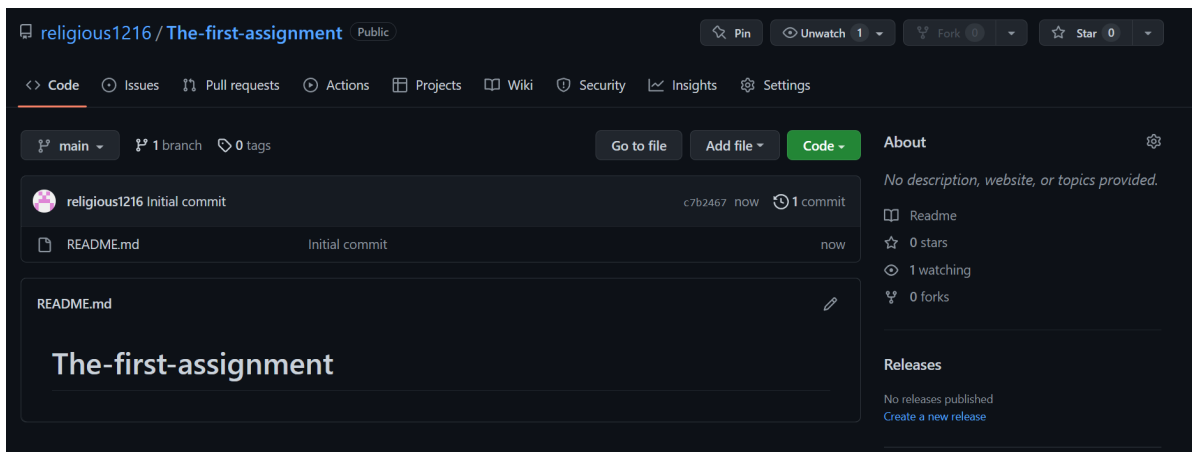 religious1216 / The-first-assignment Public
Pin
Unwatch 1
Fork 0
Star 0
Code
Issues
Pull requests
Actions
Projects
Wiki
Security
Insights
Settings
main
1 branch
0 tags
Go to file
Add file
Code
religious1216 Initial commit
c7b2467 now
1 commit
README.md
Initial commit
now
README.md
The-first-assignment
About
No description, website, or topics provided.
Readme
0 stars
1 watching
0 forks
Releases
No releases published
Create a new release